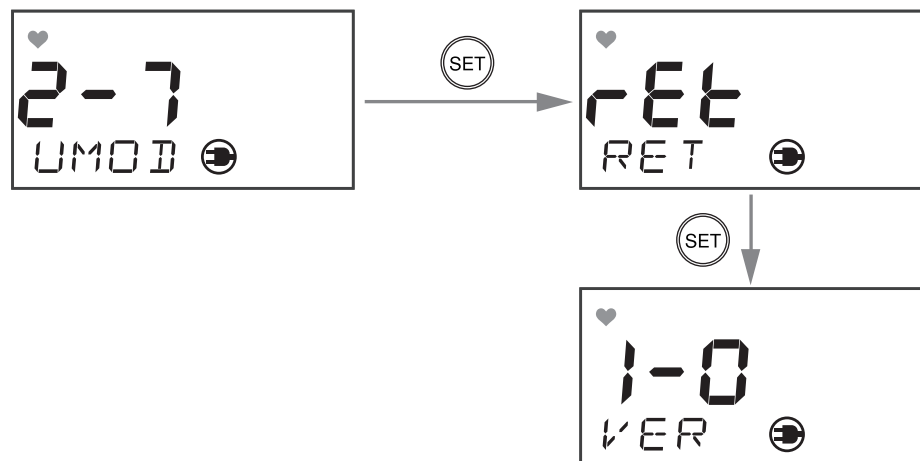 2-7
UMOD
SET
rEt
RET
SET
1-0
VER